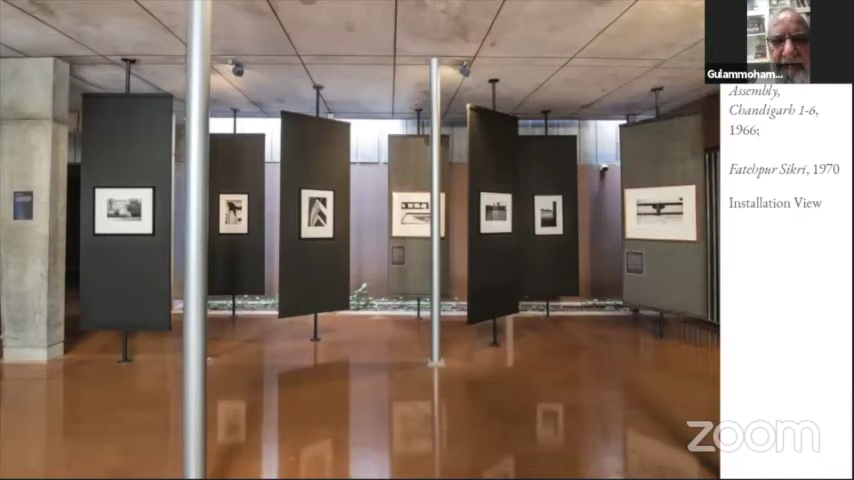 Gulammoham...
Assembly,
Chandigarh 1-6,
1966;
Fatehpur Sikri, 1970
Installation View
zoom